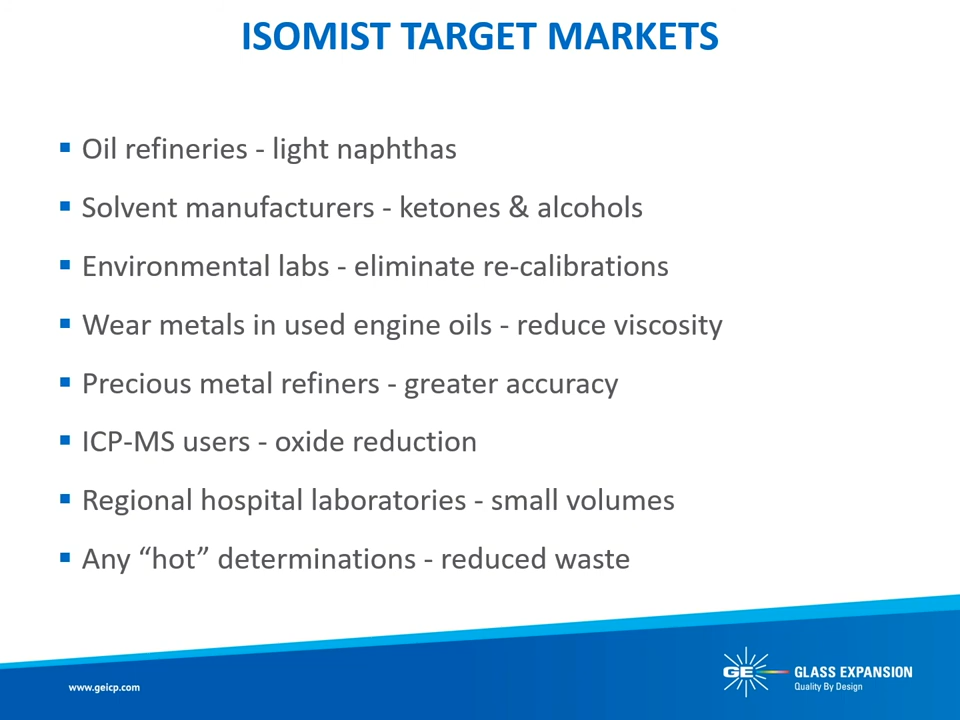 ISOMIST TARGET MARKETS
Oil refineries - light naphthas
Solvent manufacturers - ketones & alcohols
Environmental labs - eliminate re-calibrations
Wear metals in used engine oils - reduce viscosity
Precious metal refiners - greater accuracy
ICP-MS users - oxide reduction
Regional hospital laboratories - small volumes
Any “hot” determinations - reduced waste
www.geicp.com
GE
GLASS EXPANSION
Quality By Design